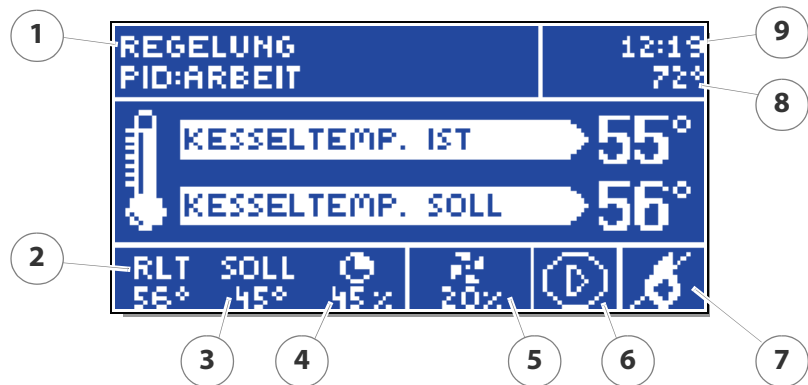 1
9
REGELUNG
12:19
PID:ARBEIT
72°
8
KESSELTEMP. IST
55°
KESSELTEMP. SOLL
56°
2
RLT SOLL
56° 45° 45% 20%
3
4
5
6
7